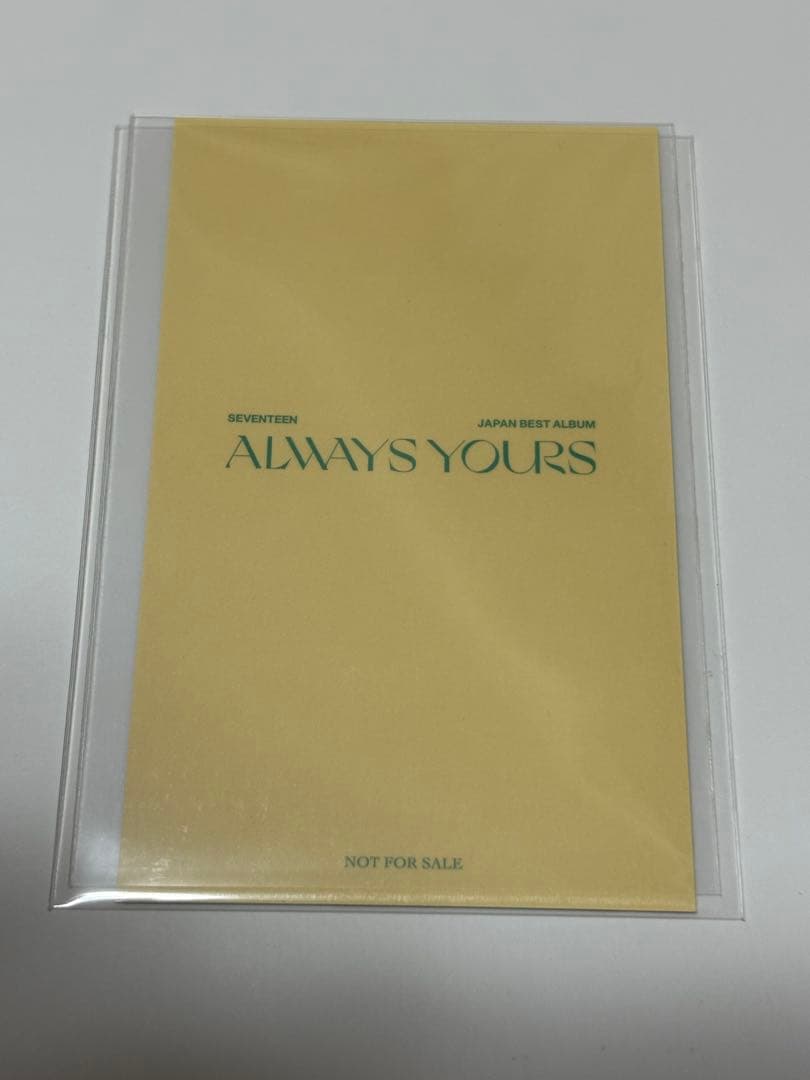 SEVENTEEN JAPAN BEST ALBUM
ALWAYS YOURS
NOT FOR SALE